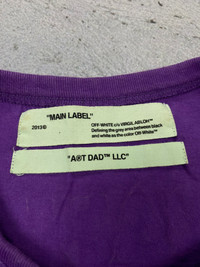 "MAIN LABEL"
2013©
OFF-WHITE c/o VIRGIL ABLOH™
Defining the grey area between black
and white as the color Off-White™
"A®T DAD™ LLC"